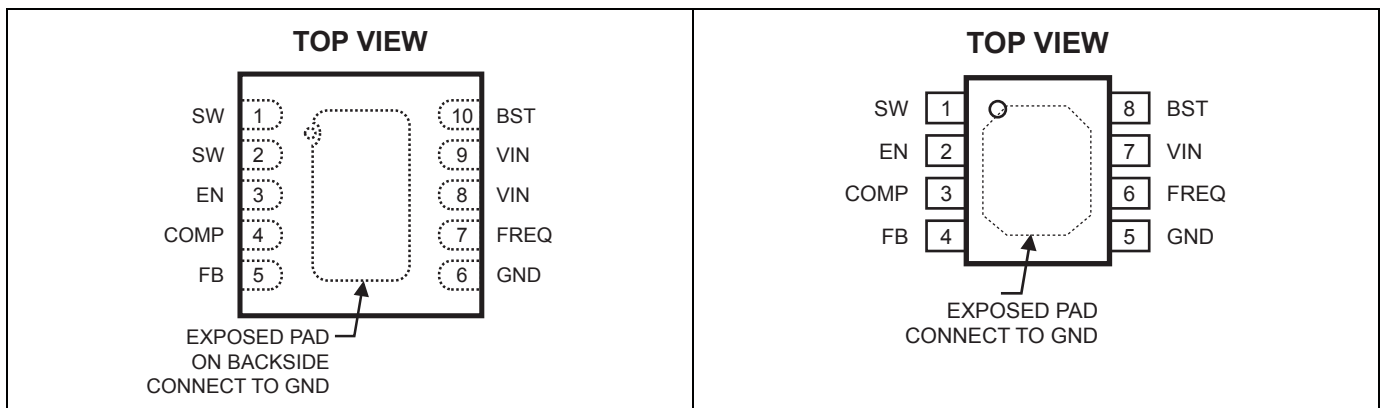 TOP VIEW
SW 1 10 BST
SW 2 9 VIN
EN 3 8 VIN
COMP 4 7 FREQ
FB 5 6 GND
EXPOSED PAD
ON BACKSIDE
CONNECT TO GND
TOP VIEW
SW 1 8 BST
EN 2 7 VIN
COMP 3 6 FREQ
FB 4 5 GND
EXPOSED PAD
CONNECT TO GND